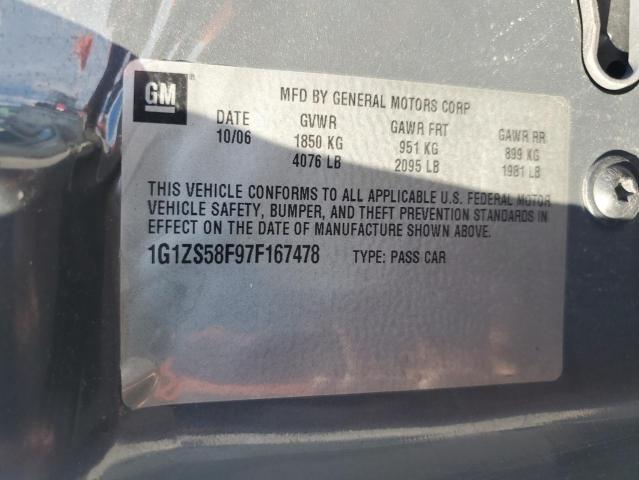 GM ®
MFD BY GENERAL MOTORS CORP
DATE GVWR GAWR FRT GAWR RR
10/06 1850 KG 951 KG 899 KG
4076 LB 2095 LB 1981 LB
THIS VEHICLE CONFORMS TO ALL APPLICABLE U.S. FEDERAL MOTOR
VEHICLE SAFETY, BUMPER, AND THEFT PREVENTION STANDARDS IN
EFFECT ON THE DATE OF MANUFACTURE SHOWN ABOVE.
1G1ZS58F97F167478 TYPE: PASS CAR